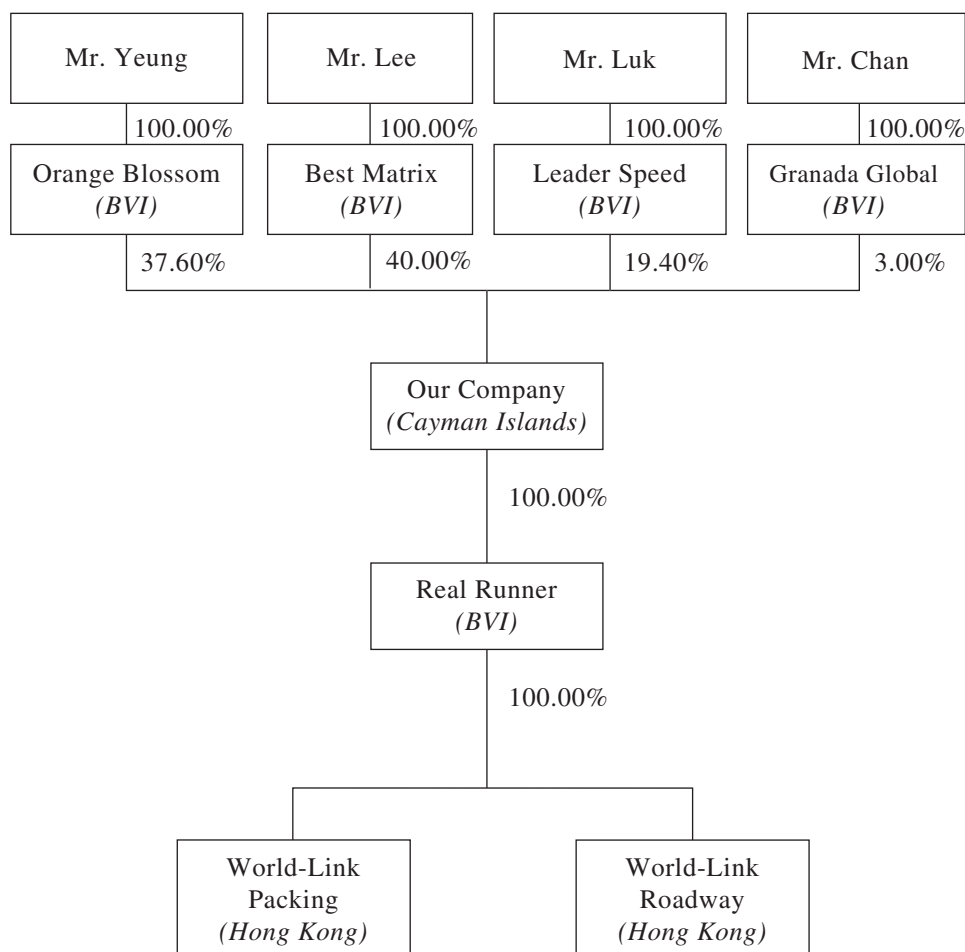 Mr. Yeung
Mr. Lee
Mr. Luk
Mr. Chan
100.00%
100.00%
100.00%
100.00%
Orange Blossom
(BVI)
Best Matrix
(BVI)
Leader Speed
(BVI)
Granada Global
(BVI)
37.60%
40.00%
19.40%
3.00%
Our Company
(Cayman Islands)
100.00%
Real Runner
(BVI)
100.00%
World-Link
Packing
(Hong Kong)
World-Link
Roadway
(Hong Kong)